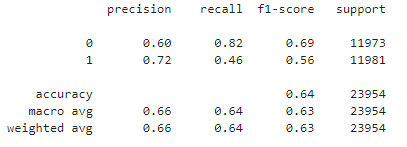 precision recall f1-score support
0 0.60 0.82 0.69 11973
1 0.72 0.46 0.56 11981
accuracy 0.64 23954
macro avg 0.66 0.64 0.63 23954
weighted avg 0.66 0.64 0.63 23954